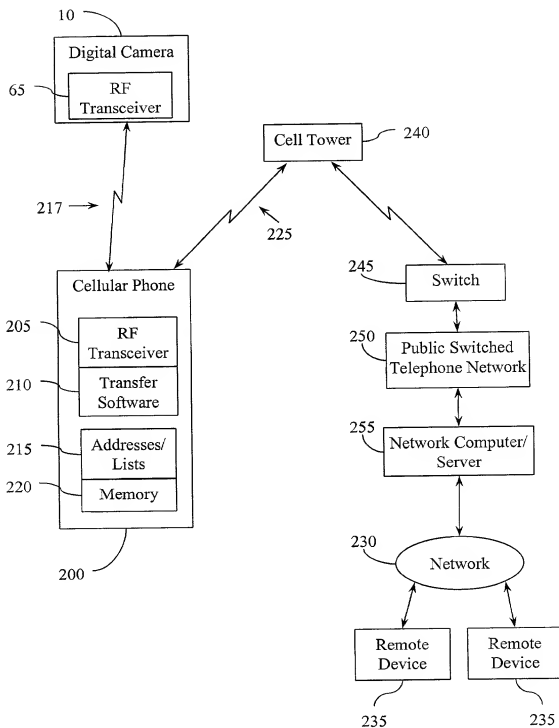 10
Digital Camera
65
RF
Transceiver
Cell Tower
240
217
225
Cellular Phone
245
Switch
205
RF
Transceiver
250
Public Switched
Telephone Network
210
Transfer
Software
255
Network Computer/
Server
215
Addresses/
Lists
220
Memory
230
Network
200
Remote
Device
Remote
Device
235
235